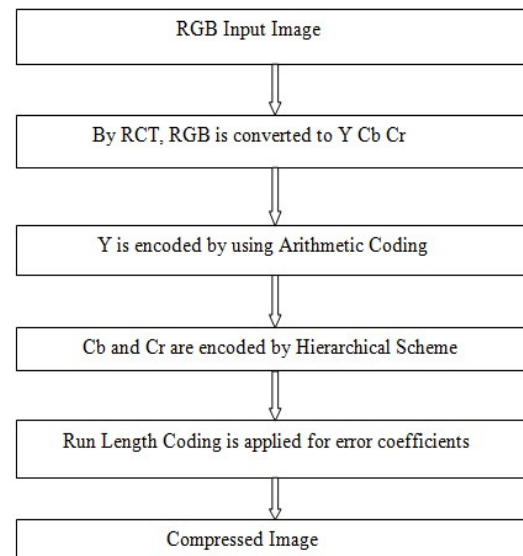 RGB Input Image
By RCT, RGB is converted to Y Cb Cr
Y is encoded by using Arithmetic Coding
Cb and Cr are encoded by Hierarchical Scheme
Run Length Coding is applied for error coefficients
Compressed Image